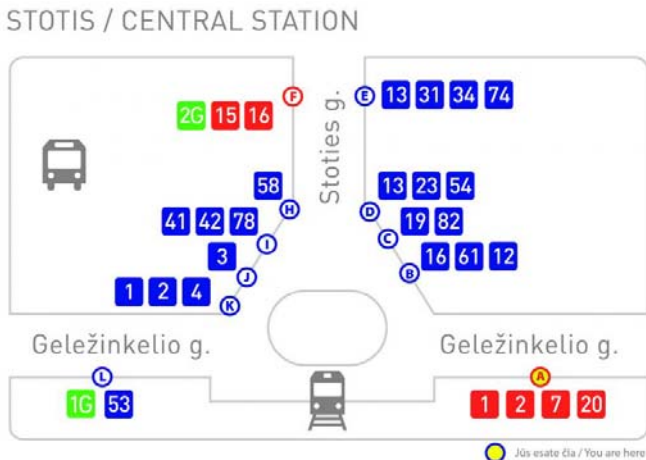 STOTIS / CENTRAL STATION
F
2G 15 16
Stoties g.
E 13 31 34 74
58
H
41 42 78
I
3
J
1 2 4
K
13 23 54
D
19 82
C
16 61 12
B
Geležinkelio g.
Geležinkelio g.
L
1G 53
A
1 2 7 20
Jūs esate čia / You are here